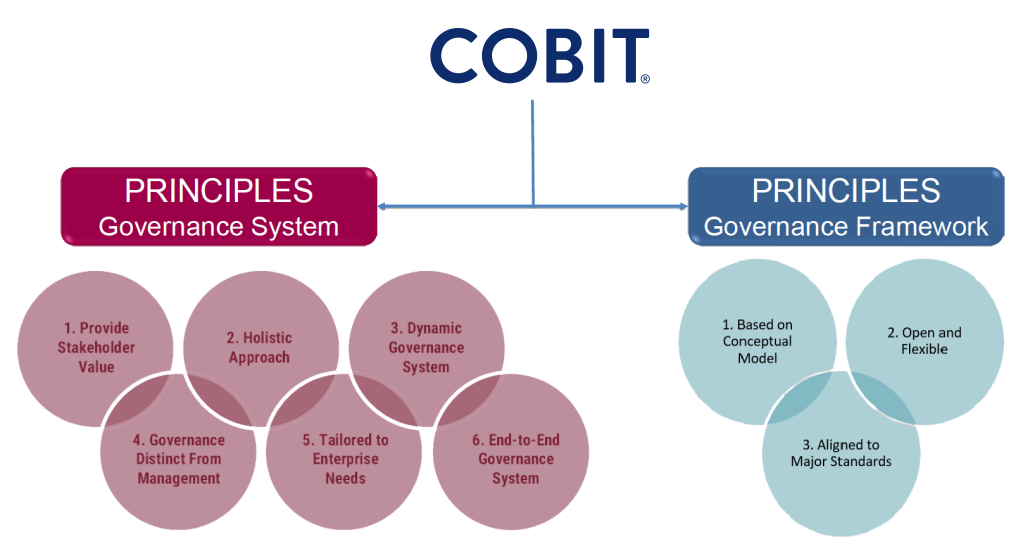 COBIT®
PRINCIPLES
Governance System
PRINCIPLES
Governance Framework
1. Provide
Stakeholder
Value
2. Holistic
Approach
3. Dynamic
Governance
System
4. Governance
Distinct From
Management
5. Tailored to
Enterprise
Needs
6. End-to-End
Governance
System
1. Based on
Conceptual
Model
2. Open and
Flexible
3. Aligned to
Major Standards